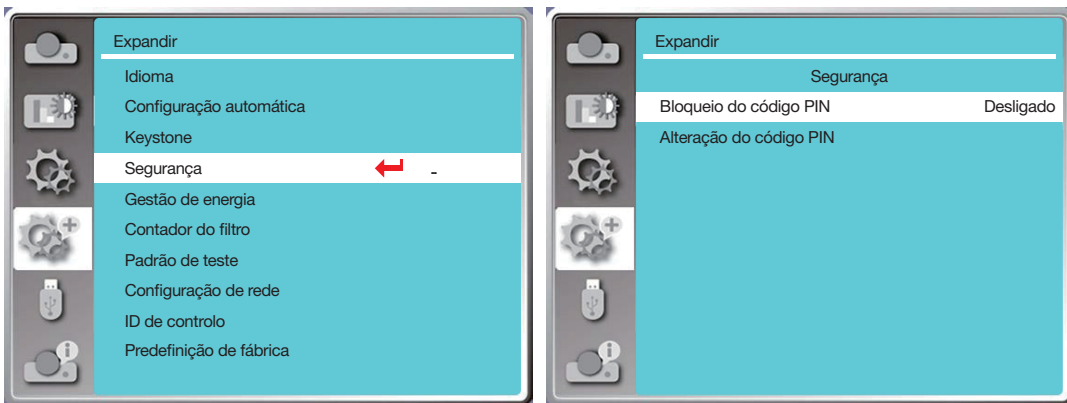 Expandir
Idioma
Configuração automática
Keystone
Segurança -
Gestão de energia
Contador do filtro
Padrão de teste
Configuração de rede
ID de controlo
Predefinição de fábrica
Expandir
Segurança
Bloqueio do código PIN Desligado
Alteração do código PIN